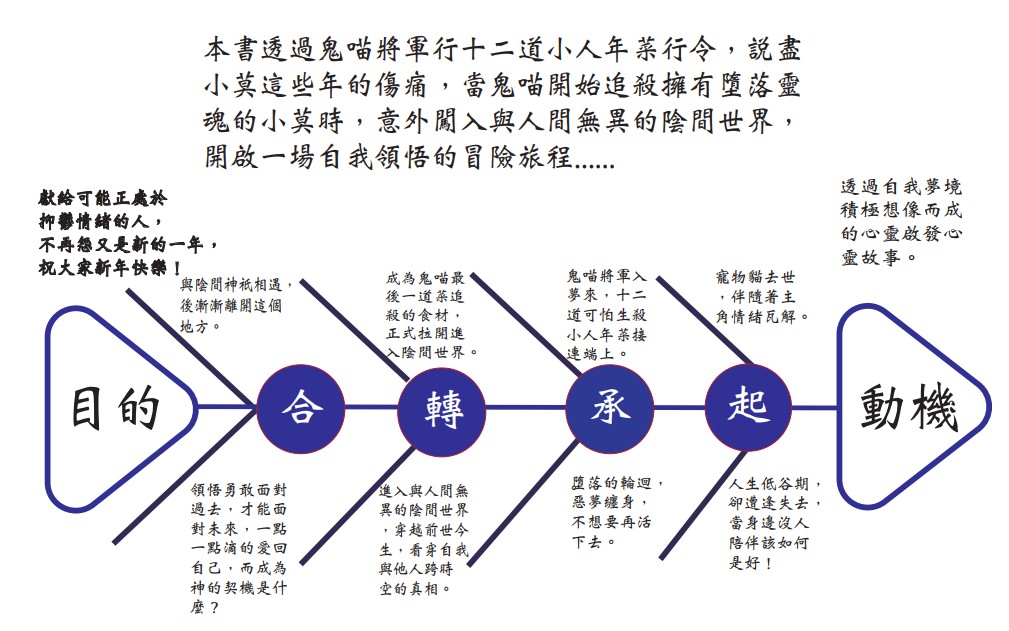 本書透過鬼喵將軍行十二道小人年菜行令，說盡
小莫這些年的傷痛，當鬼喵開始追殺擁有墮落靈
魂的小莫時，意外闖入與人間無異的陰間世界，
開啟一場自我領悟的冒險旅程......
獻給可能正處於
抑鬱情緒的人，
不再怨又是新的一年，
祝大家新年快樂！
透過自我夢境
積極想像而成
的心靈啟發心
靈故事。
與陰間神祇相遇，
後漸漸離開這個
地方。
成為鬼喵最
後一道菜追
殺的食材，
正式拉開進
入陰間世界。
鬼喵將軍入
夢來，十二
道可怕生殺
小人年菜接
連端上。
寵物貓去世
，伴隨著主
角情緒瓦解。
目的
合
轉
承
起
動機
領悟勇敢面對
過去，才能面
對未來，一點
一點滴的愛回
自己，而成為
神的契機是什
麼？
進入與人間無
異的陰間世界
，穿越前世今
生，看穿自我
與他人跨時
空的真相。
墮落的輪迴，
惡夢纏身，
不想要再活
下去。
人生低谷期，
卻遭逢失去，
當身邊沒人
陪伴該如何
是好！